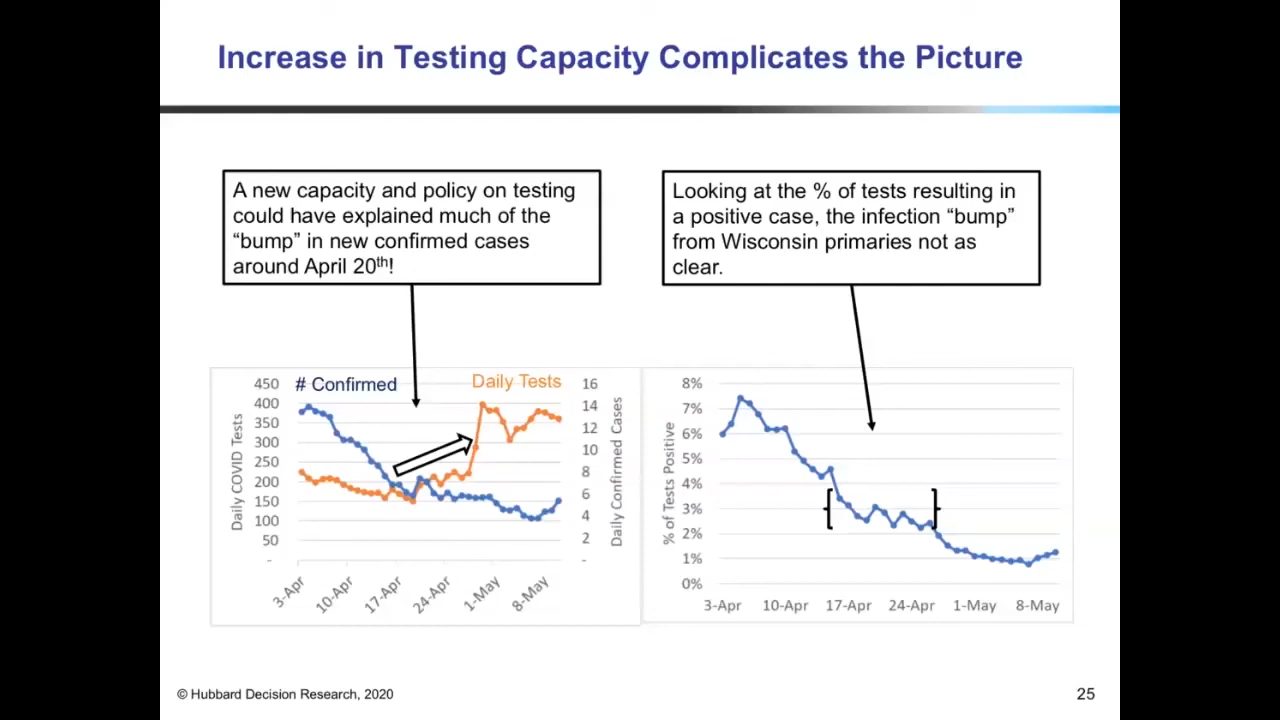 Increase in Testing Capacity Complicates the Picture
A new capacity and policy on testing
could have explained much of the
“bump” in new confirmed cases
around April 20th!
Looking at the % of tests resulting in
a positive case, the infection “bump”
from Wisconsin primaries not as
clear.
# Confirmed
Daily Tests
Daily COVID Tests
450
400
350
300
250
200
150
100
50
-
16
14
12
10
8
6
4
2
-
Daily Confirmed Cases
3-Apr
10-Apr
17-Apr
24-Apr
1-May
8-May
% of Tests Positive
8%
7%
6%
5%
4%
3%
2%
1%
0%
3-Apr
10-Apr
17-Apr
24-Apr
1-May
8-May
© Hubbard Decision Research, 2020
25